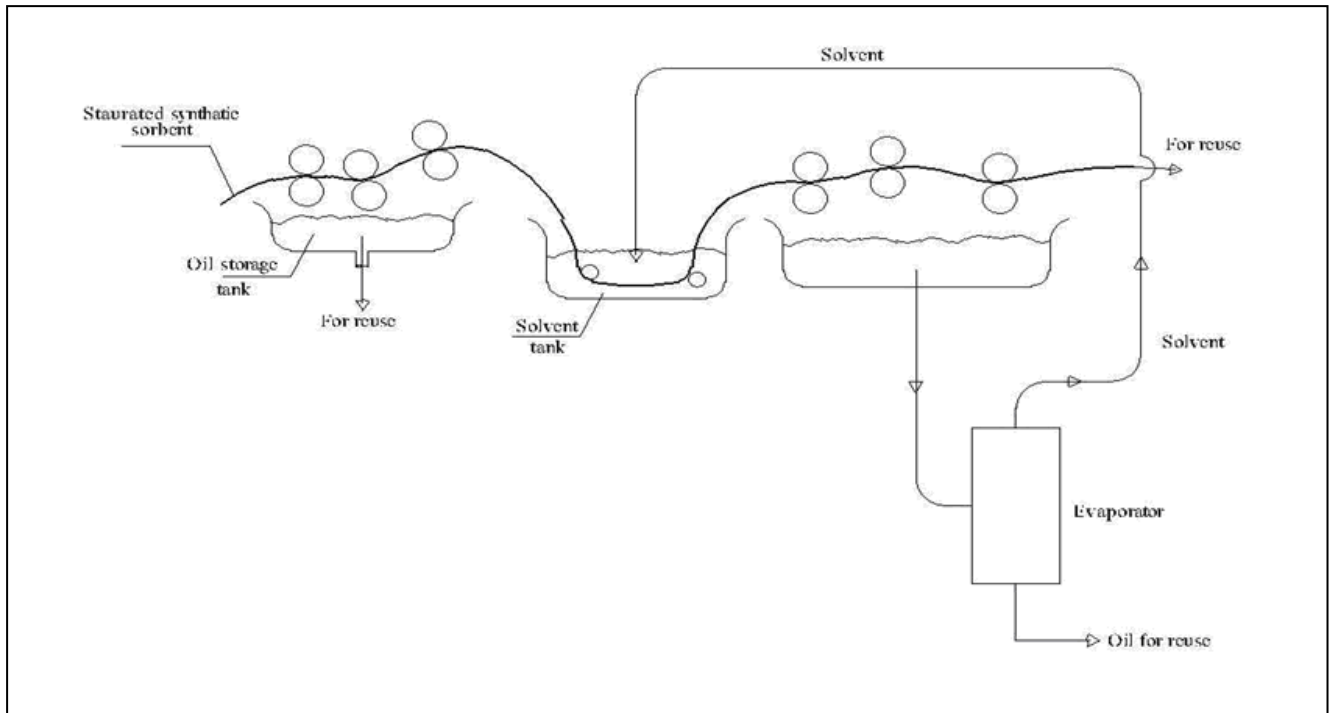 Solvent
Staurated synthatic
sorbent
For reuse
Oil storage
tank
For reuse
Solvent
tank
Solvent
Evaporator
Oil for reuse